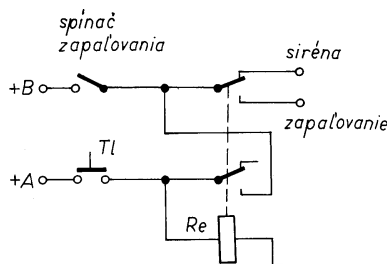 spínač
zapaľovania
siréna
+B
zapaľovanie
Tl
+A
Re